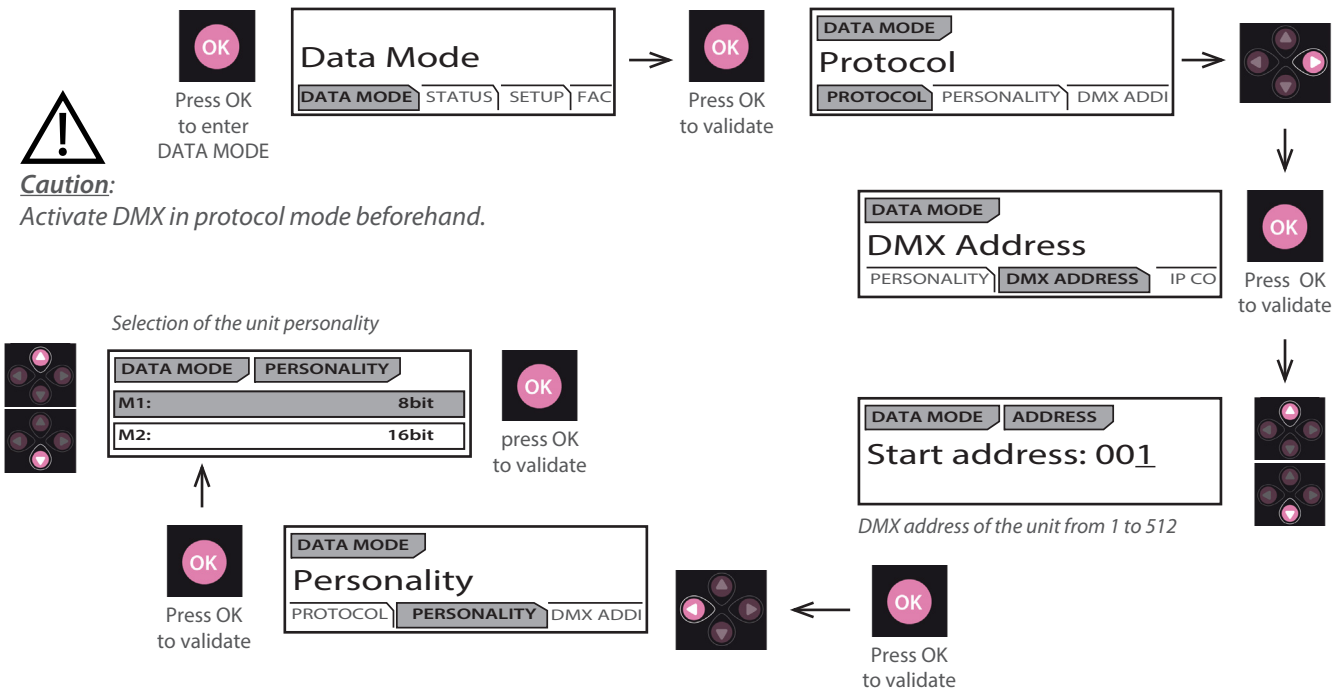 OK
Press OK
to enter
DATA MODE
Data Mode
DATA MODE STATUS SETUP FAC
OK
Press OK
to validate
DATA MODE
Protocol
PROTOCOL PERSONALITY DMX ADDI
Caution:
Activate DMX in protocol mode beforehand.
DATA MODE
DMX Address
PERSONALITY DMX ADDRESS IP CO
OK
Press OK
to validate
DATA MODE ADDRESS
Start address: 001
DMX address of the unit from 1 to 512
OK
Press OK
to validate
DATA MODE
Personality
PROTOCOL PERSONALITY DMX ADDI
OK
Press OK
to validate
Selection of the unit personality
DATA MODE PERSONALITY
M1: 8bit
M2: 16bit
OK
press OK
to validate